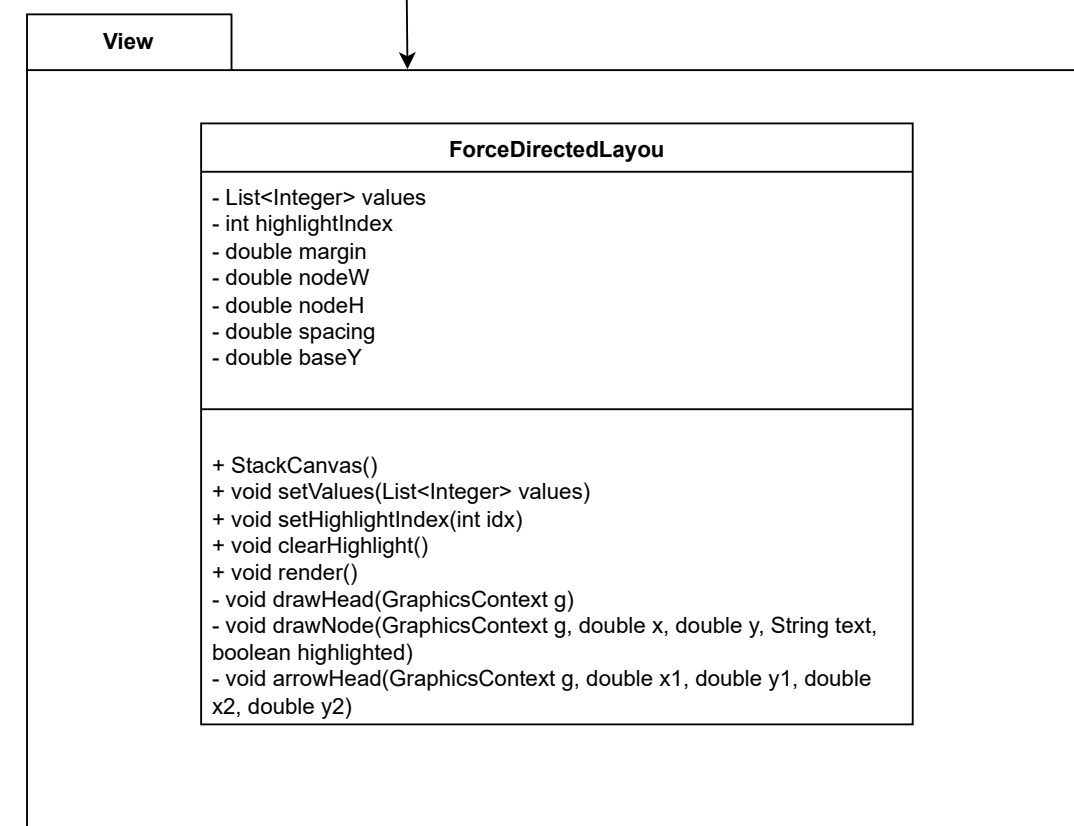 View
ForceDirectedLayou
- List<Integer> values
- int highlightIndex
- double margin
- double nodeW
- double nodeH
- double spacing
- double baseY
+ StackCanvas()
+ void setValues(List<Integer> values)
+ void setHighlightIndex(int idx)
+ void clearHighlight()
+ void render()
- void drawHead(GraphicsContext g)
- void drawNode(GraphicsContext g, double x, double y, String text,
boolean highlighted)
- void arrowHead(GraphicsContext g, double x1, double y1, double
x2, double y2)